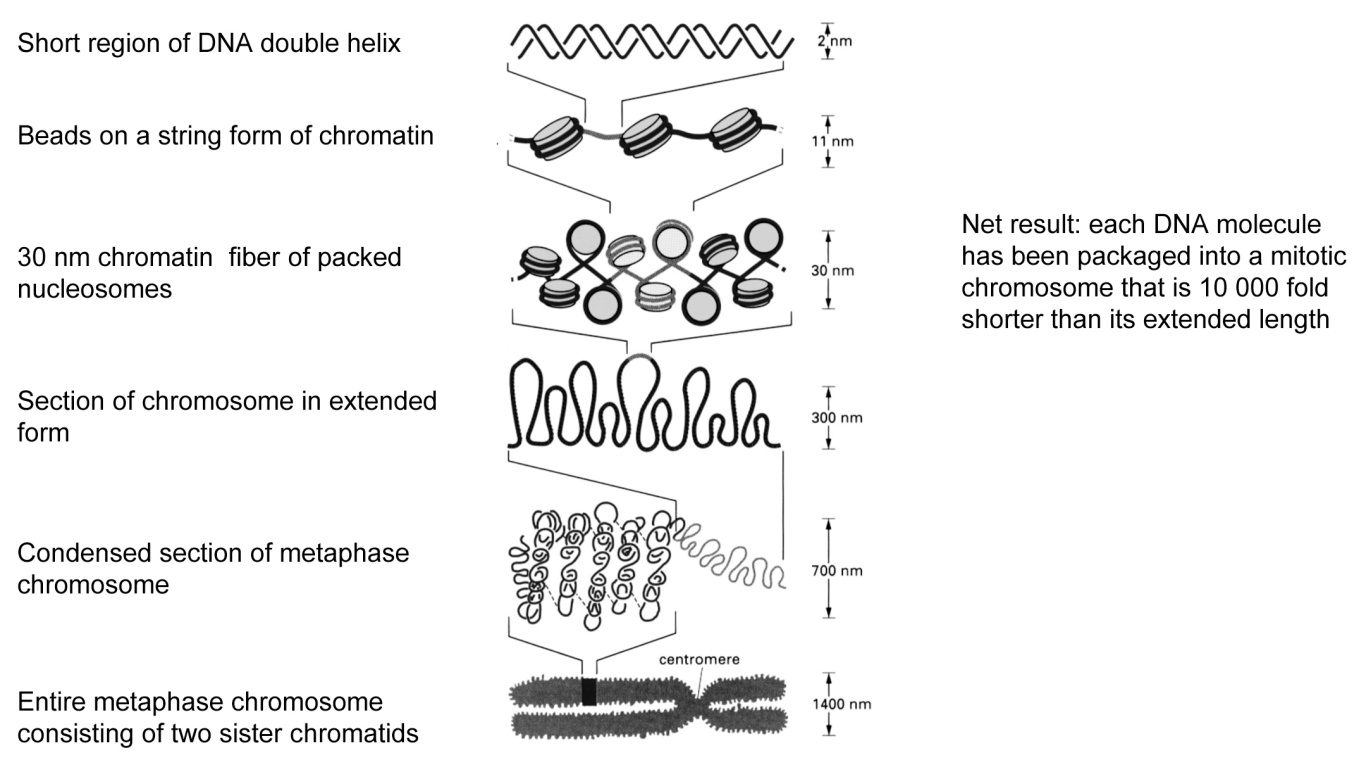 Short region of DNA double helix
2 nm
Beads on a string form of chromatin
11 nm
30 nm chromatin  fiber of packed
nucleosomes
30 nm
Net result: each DNA molecule
has been packaged into a mitotic
chromosome that is 10 000 fold
shorter than its extended length
Section of chromosome in extended
form
300 nm
Condensed section of metaphase
chromosome
700 nm
centromere
Entire metaphase chromosome
consisting of two sister chromatids
1400 nm